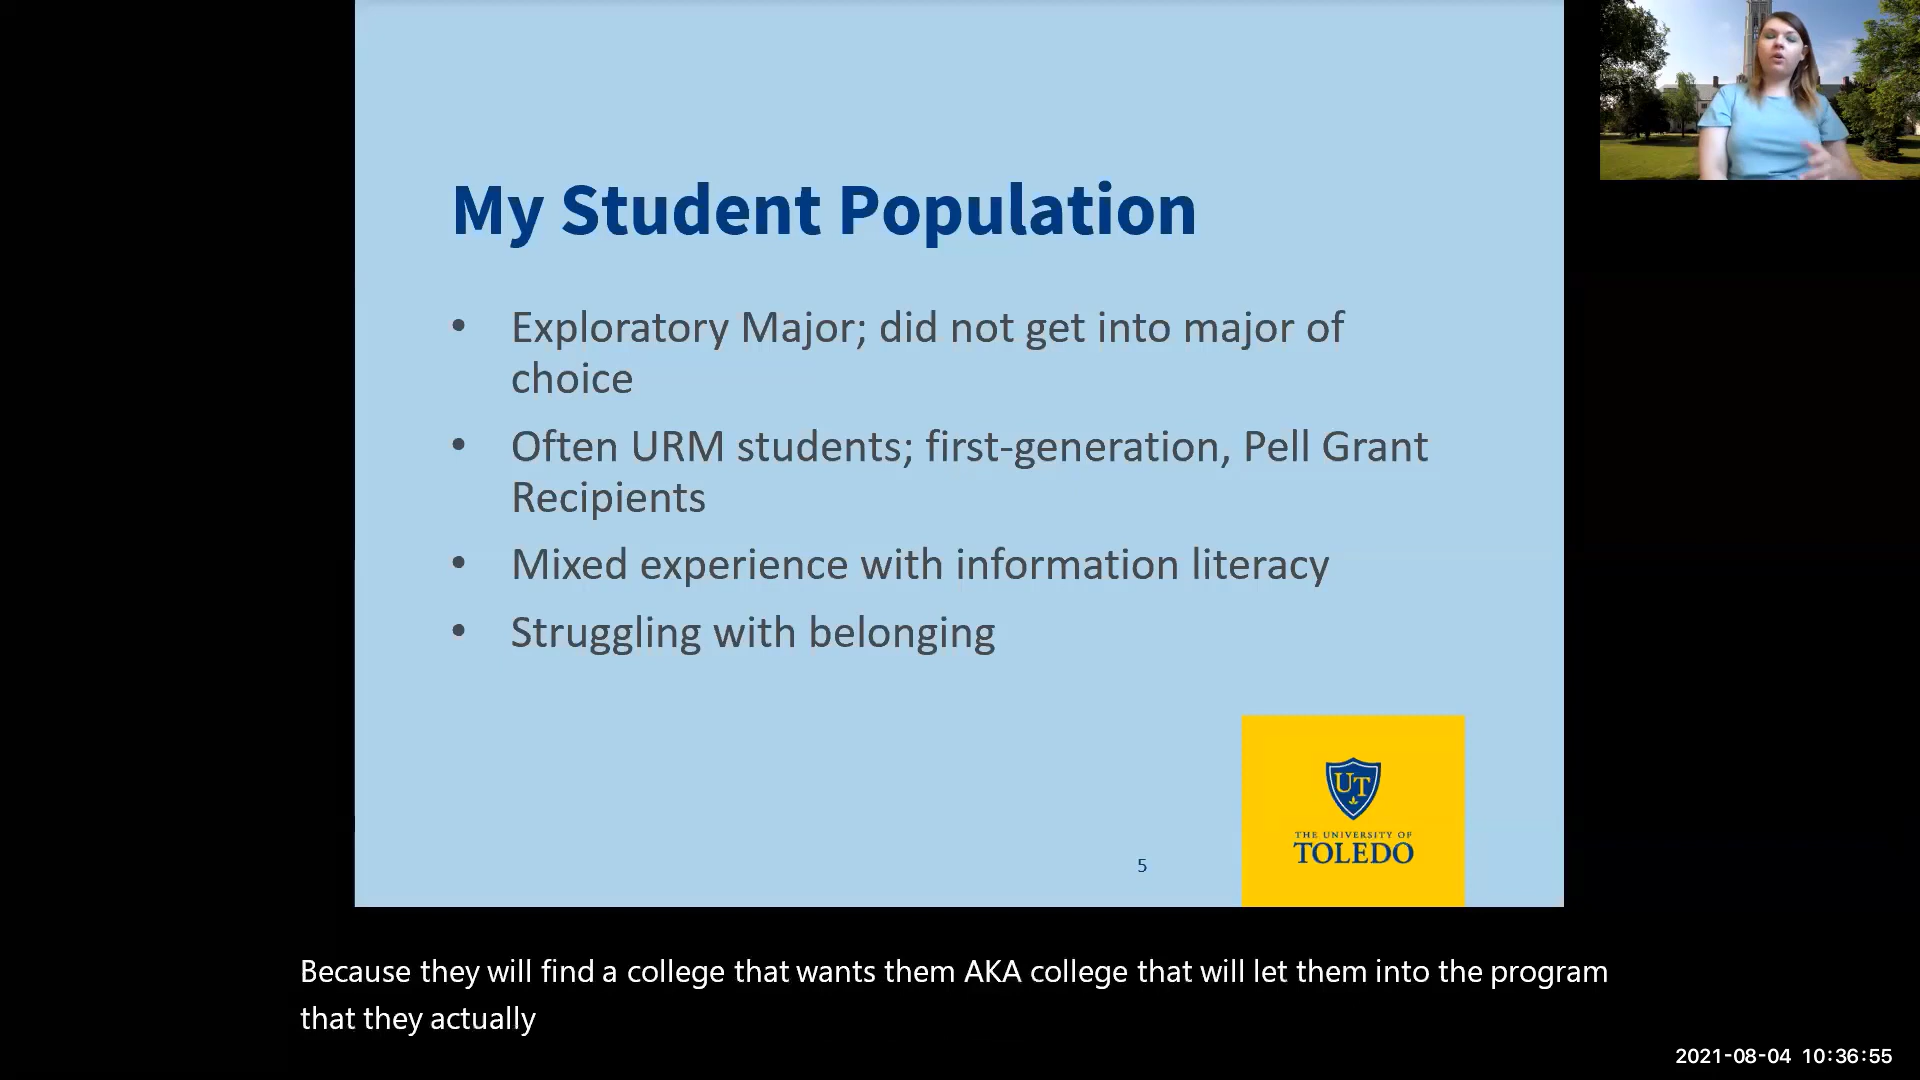 My Student Population
• Exploratory Major; did not get into major of
choice
• Often URM students; first-generation, Pell Grant
Recipients
• Mixed experience with information literacy
• Struggling with belonging
UT
THE UNIVERSITY OF
TOLEDO
5
Because they will find a college that wants them AKA college that will let them into the program
that they actually
2021-08-04 10:36:55